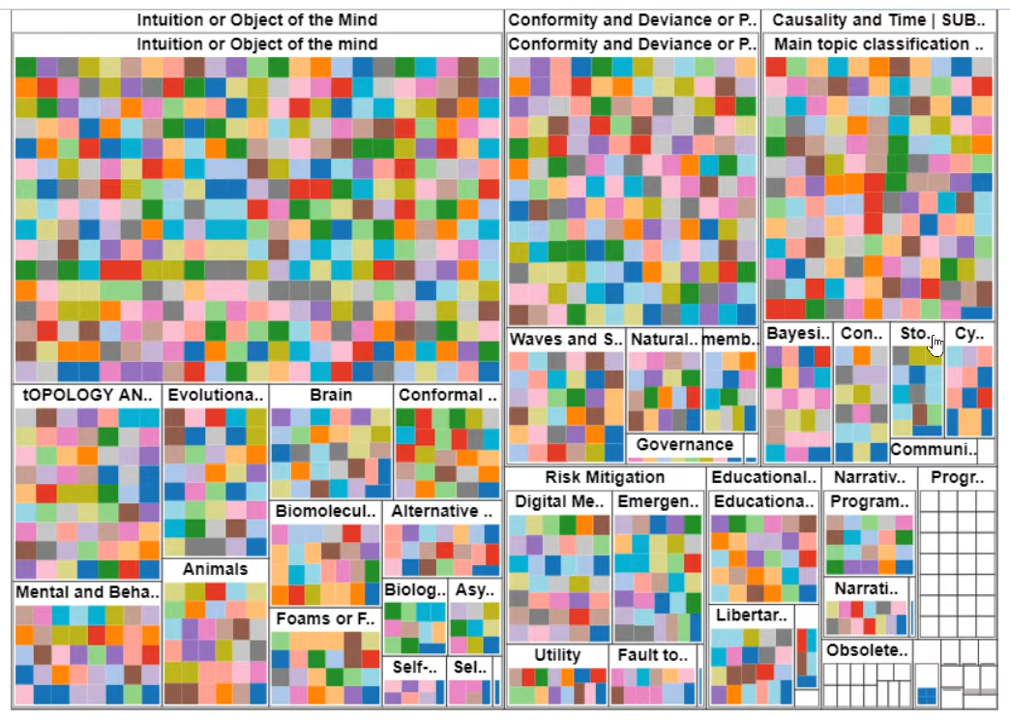 Intuition or Object of the Mind
Conformity and Deviance or P..
Causality and Time | SUB..
Intuition or Object of the mind
Conformity and Deviance or P..
Main topic classification ..
Waves and S..
Natural..
memb..
Bayesi..
Con..
Sto..
Cy..
Governance
Communi..
tOPOLOGY AN..
Evolutiona..
Brain
Conformal ..
Risk Mitigation
Educational..
Narrativ..
Progr..
Digital Me..
Emergen..
Educationa..
Program..
Biomolecul..
Alternative ..
Animals
Mental and Beha..
Biolog..
Asy..
Narrati..
Foams or F..
Libertar..
Utility
Fault to..
Obsolete..
Self-..
Sel..